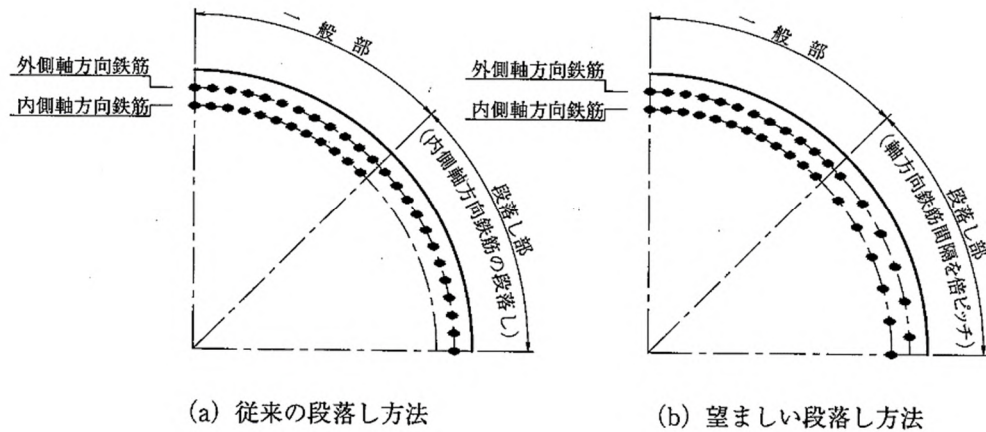 一般部
外側軸方向鉄筋
内側軸方向鉄筋
段落し部
(内側軸方向鉄筋の段落し)
(a) 従来の段落し方法
一般部
外側軸方向鉄筋
内側軸方向鉄筋
段落し部
(軸方向鉄筋間隔を倍ピッチ)
(b) 望ましい段落し方法